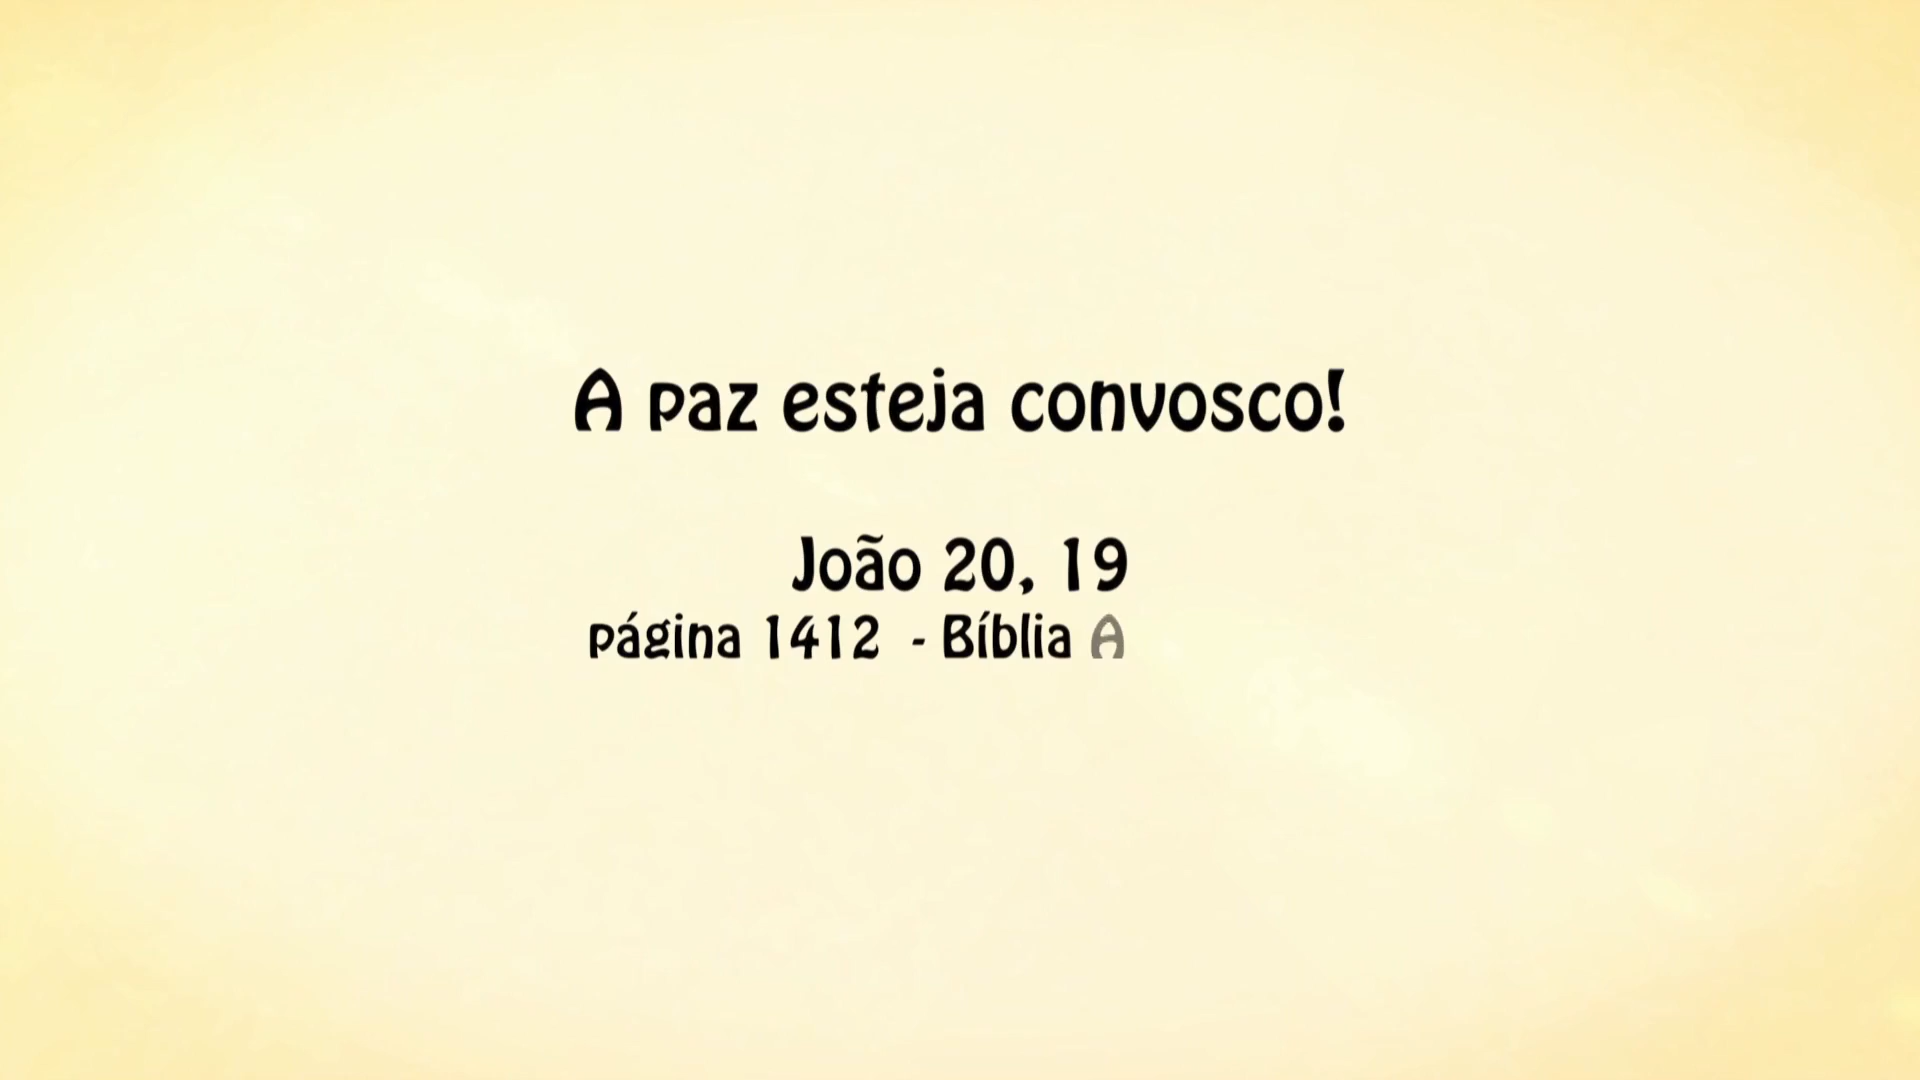 A paz esteja convosco!
João 20, 19
página 1412 - Bíblia A